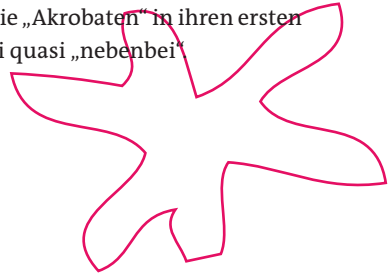 ie „Akrobaten“ in ihren ersten
i quasi „nebenbei“.